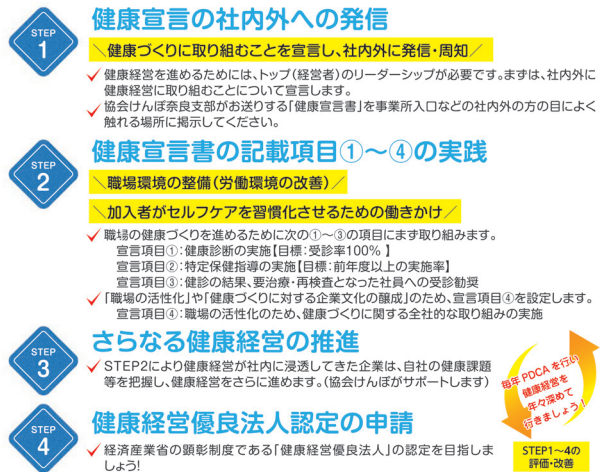 STEP
1
健康宣言の社内外への発信
＼健康づくりに取り組むことを宣言し、社内外に発信・周知／
健康経営を進めるためには、トップ（経営者）のリーダーシップが必要です。まずは、社内外に
健康経営に取り組むことについて宣言します。
協会けんぽ奈良支部がお送りする「健康宣言書」を事業所入口などの社内外の方の目によく
触れる場所に掲示してください。
STEP
2
健康宣言書の記載項目①～④の実践
＼職場環境の整備（労働環境の改善）／
＼加入者がセルフケアを習慣化させるための働きかけ／
職場の健康づくりを進めるために次の①～③の項目にまず取り組みます。
宣言項目①：健康診断の実施【目標：受診率100% 】
宣言項目②：特定保健指導の実施【目標：前年度以上の実施率】
宣言項目③：健診の結果、要治療・再検査となった社員への受診勧奨
「職場の活性化」や「健康づくりに対する企業文化の醸成」のため、宣言項目④を設定します。
宣言項目④：職場の活性化のため、健康づくりに関する全社的な取り組みの実施
STEP
3
さらなる健康経営の推進
STEP2により健康経営が社内に浸透してきた企業は、自社の健康課題
等を把握し、健康経営をさらに進めます。（協会けんぽがサポートします）
毎年PDCAを行い
健康経営を
年々深めて
行きましょう！
STEP1～4の
評価・改善
STEP
4
健康経営優良法人認定の申請
経済産業省の顕彰制度である「健康経営優良法人」の認定を目指しま
しょう！